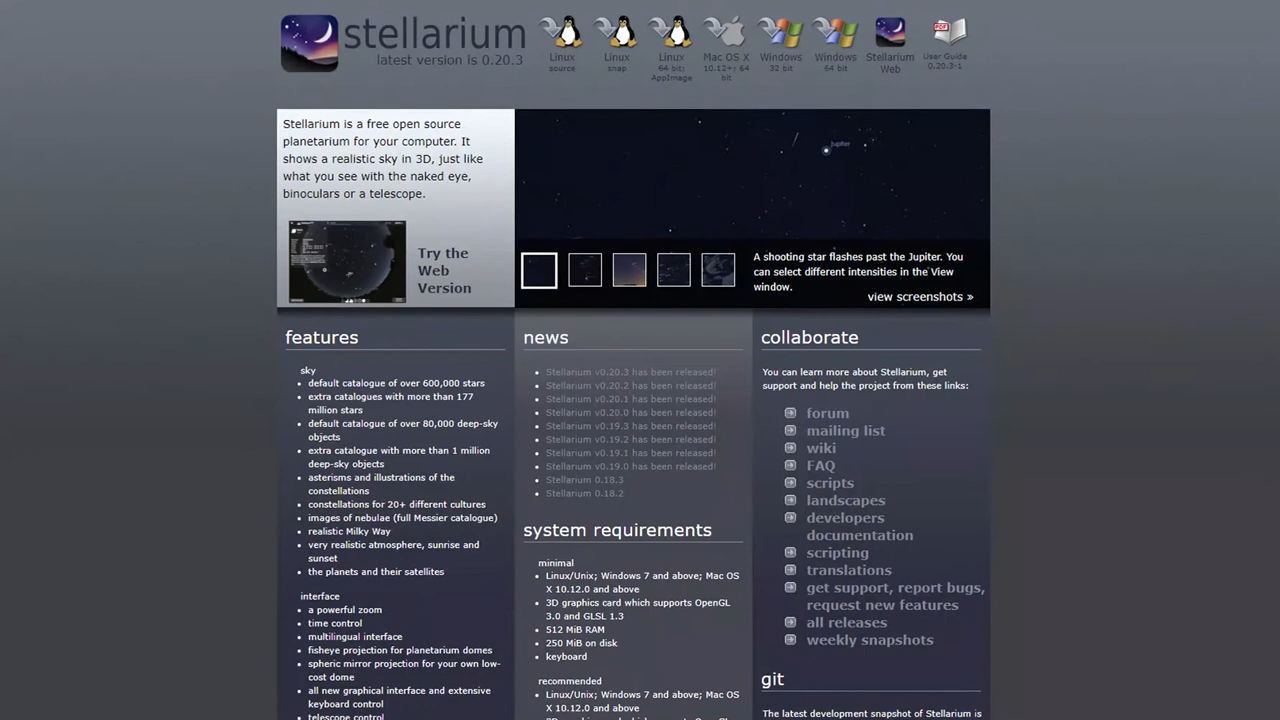 stellarium
latest version is 0.20.3
Linux
source
Linux
snap
Linux
64 bit;
AppImage
Mac OS X
10.12+; 64
bit
Windows
32 bit
Windows
64 bit
Stellarium
Web
PDF
User Guide
0.20.3-1
Stellarium is a free open source
planetarium for your computer. It
shows a realistic sky in 3D, just like
what you see with the naked eye,
binoculars or a telescope.
Try the
Web
Version
Jupiter
A shooting star flashes past the Jupiter. You
can select different intensities in the View
window.
view screenshots »
features
sky
default catalogue of over 600,000 stars
extra catalogues with more than 177
million stars
default catalogue of over 80,000 deep-sky
objects
extra catalogue with more than 1 million
deep-sky objects
asterisms and illustrations of the
constellations
constellations for 20+ different cultures
images of nebulae (full Messier catalogue)
realistic Milky Way
very realistic atmosphere, sunrise and
sunset
the planets and their satellites
interface
a powerful zoom
time control
multilingual interface
fisheye projection for planetarium domes
spheric mirror projection for your own low-
cost dome
all new graphical interface and extensive
keyboard control
telescope control
news
Stellarium v0.20.3 has been released!
Stellarium v0.20.2 has been released!
Stellarium v0.20.1 has been released!
Stellarium v0.20.0 has been released!
Stellarium v0.19.3 has been released!
Stellarium v0.19.2 has been released!
Stellarium v0.19.1 has been released!
Stellarium v0.19.0 has been released!
Stellarium 0.18.3
Stellarium 0.18.2
system requirements
minimal
Linux/Unix; Windows 7 and above; Mac OS
X 10.12.0 and above
3D graphics card which supports OpenGL
3.0 and GLSL 1.3
512 MiB RAM
250 MiB on disk
keyboard
recommended
Linux/Unix; Windows 7 and above; Mac OS
X 10.12.0 and above
collaborate
You can learn more about Stellarium, get
support and help the project from these links:
forum
mailing list
wiki
FAQ
scripts
landscapes
developers
documentation
scripting
translations
get support, report bugs,
request new features
all releases
weekly snapshots
git
The latest development snapshot of Stellarium is